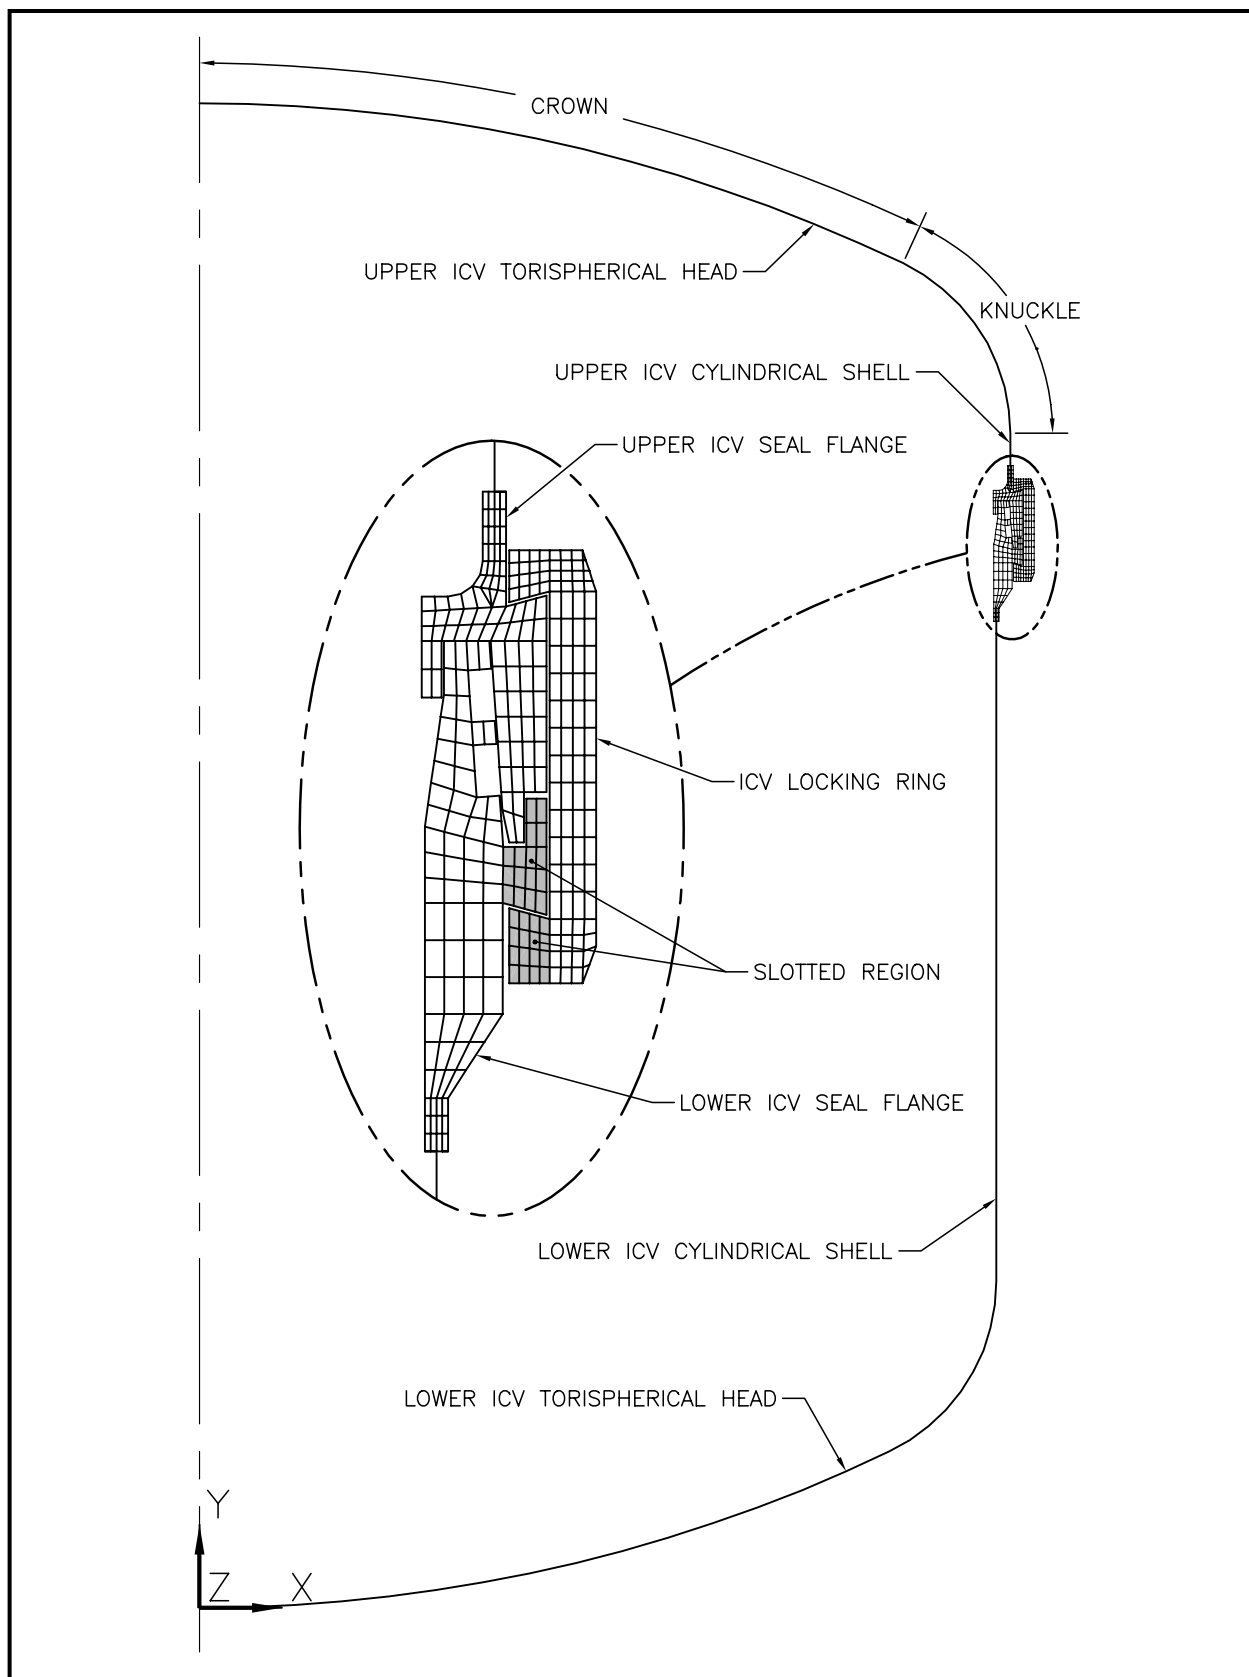 CROWN
UPPER ICV TORISPHERICAL HEAD
KNUCKLE
UPPER ICV CYLINDRICAL SHELL
UPPER ICV SEAL FLANGE
ICV LOCKING RING
SLOTTED REGION
LOWER ICV SEAL FLANGE
LOWER ICV CYLINDRICAL SHELL
LOWER ICV TORISPHERICAL HEAD
Y
Z X